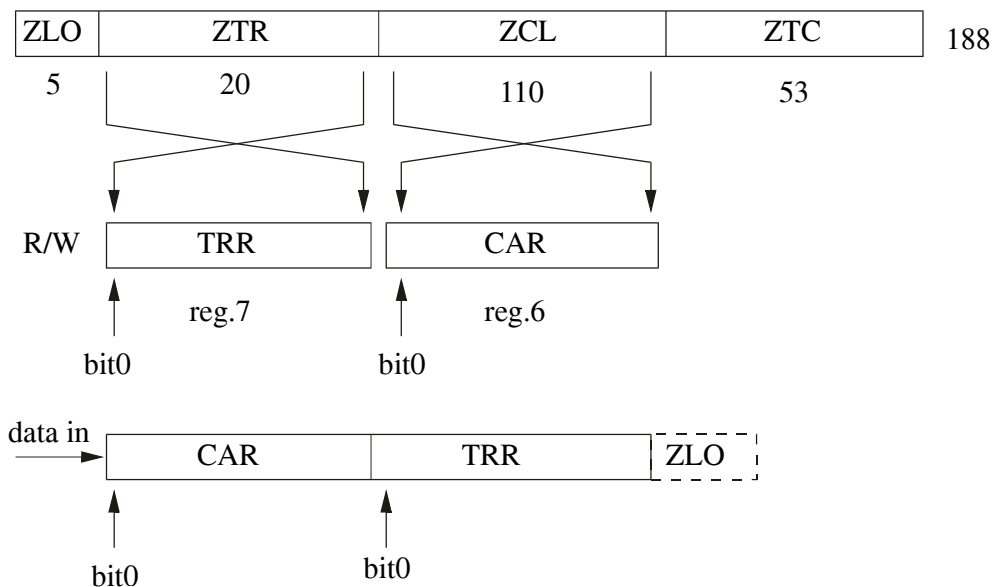 ZLO ZTR ZCL ZTC 188
5 20 110 53
R/W TRR CAR
reg.7 reg.6
bit0 bit0
data in
CAR TRR ZLO
bit0 bit0